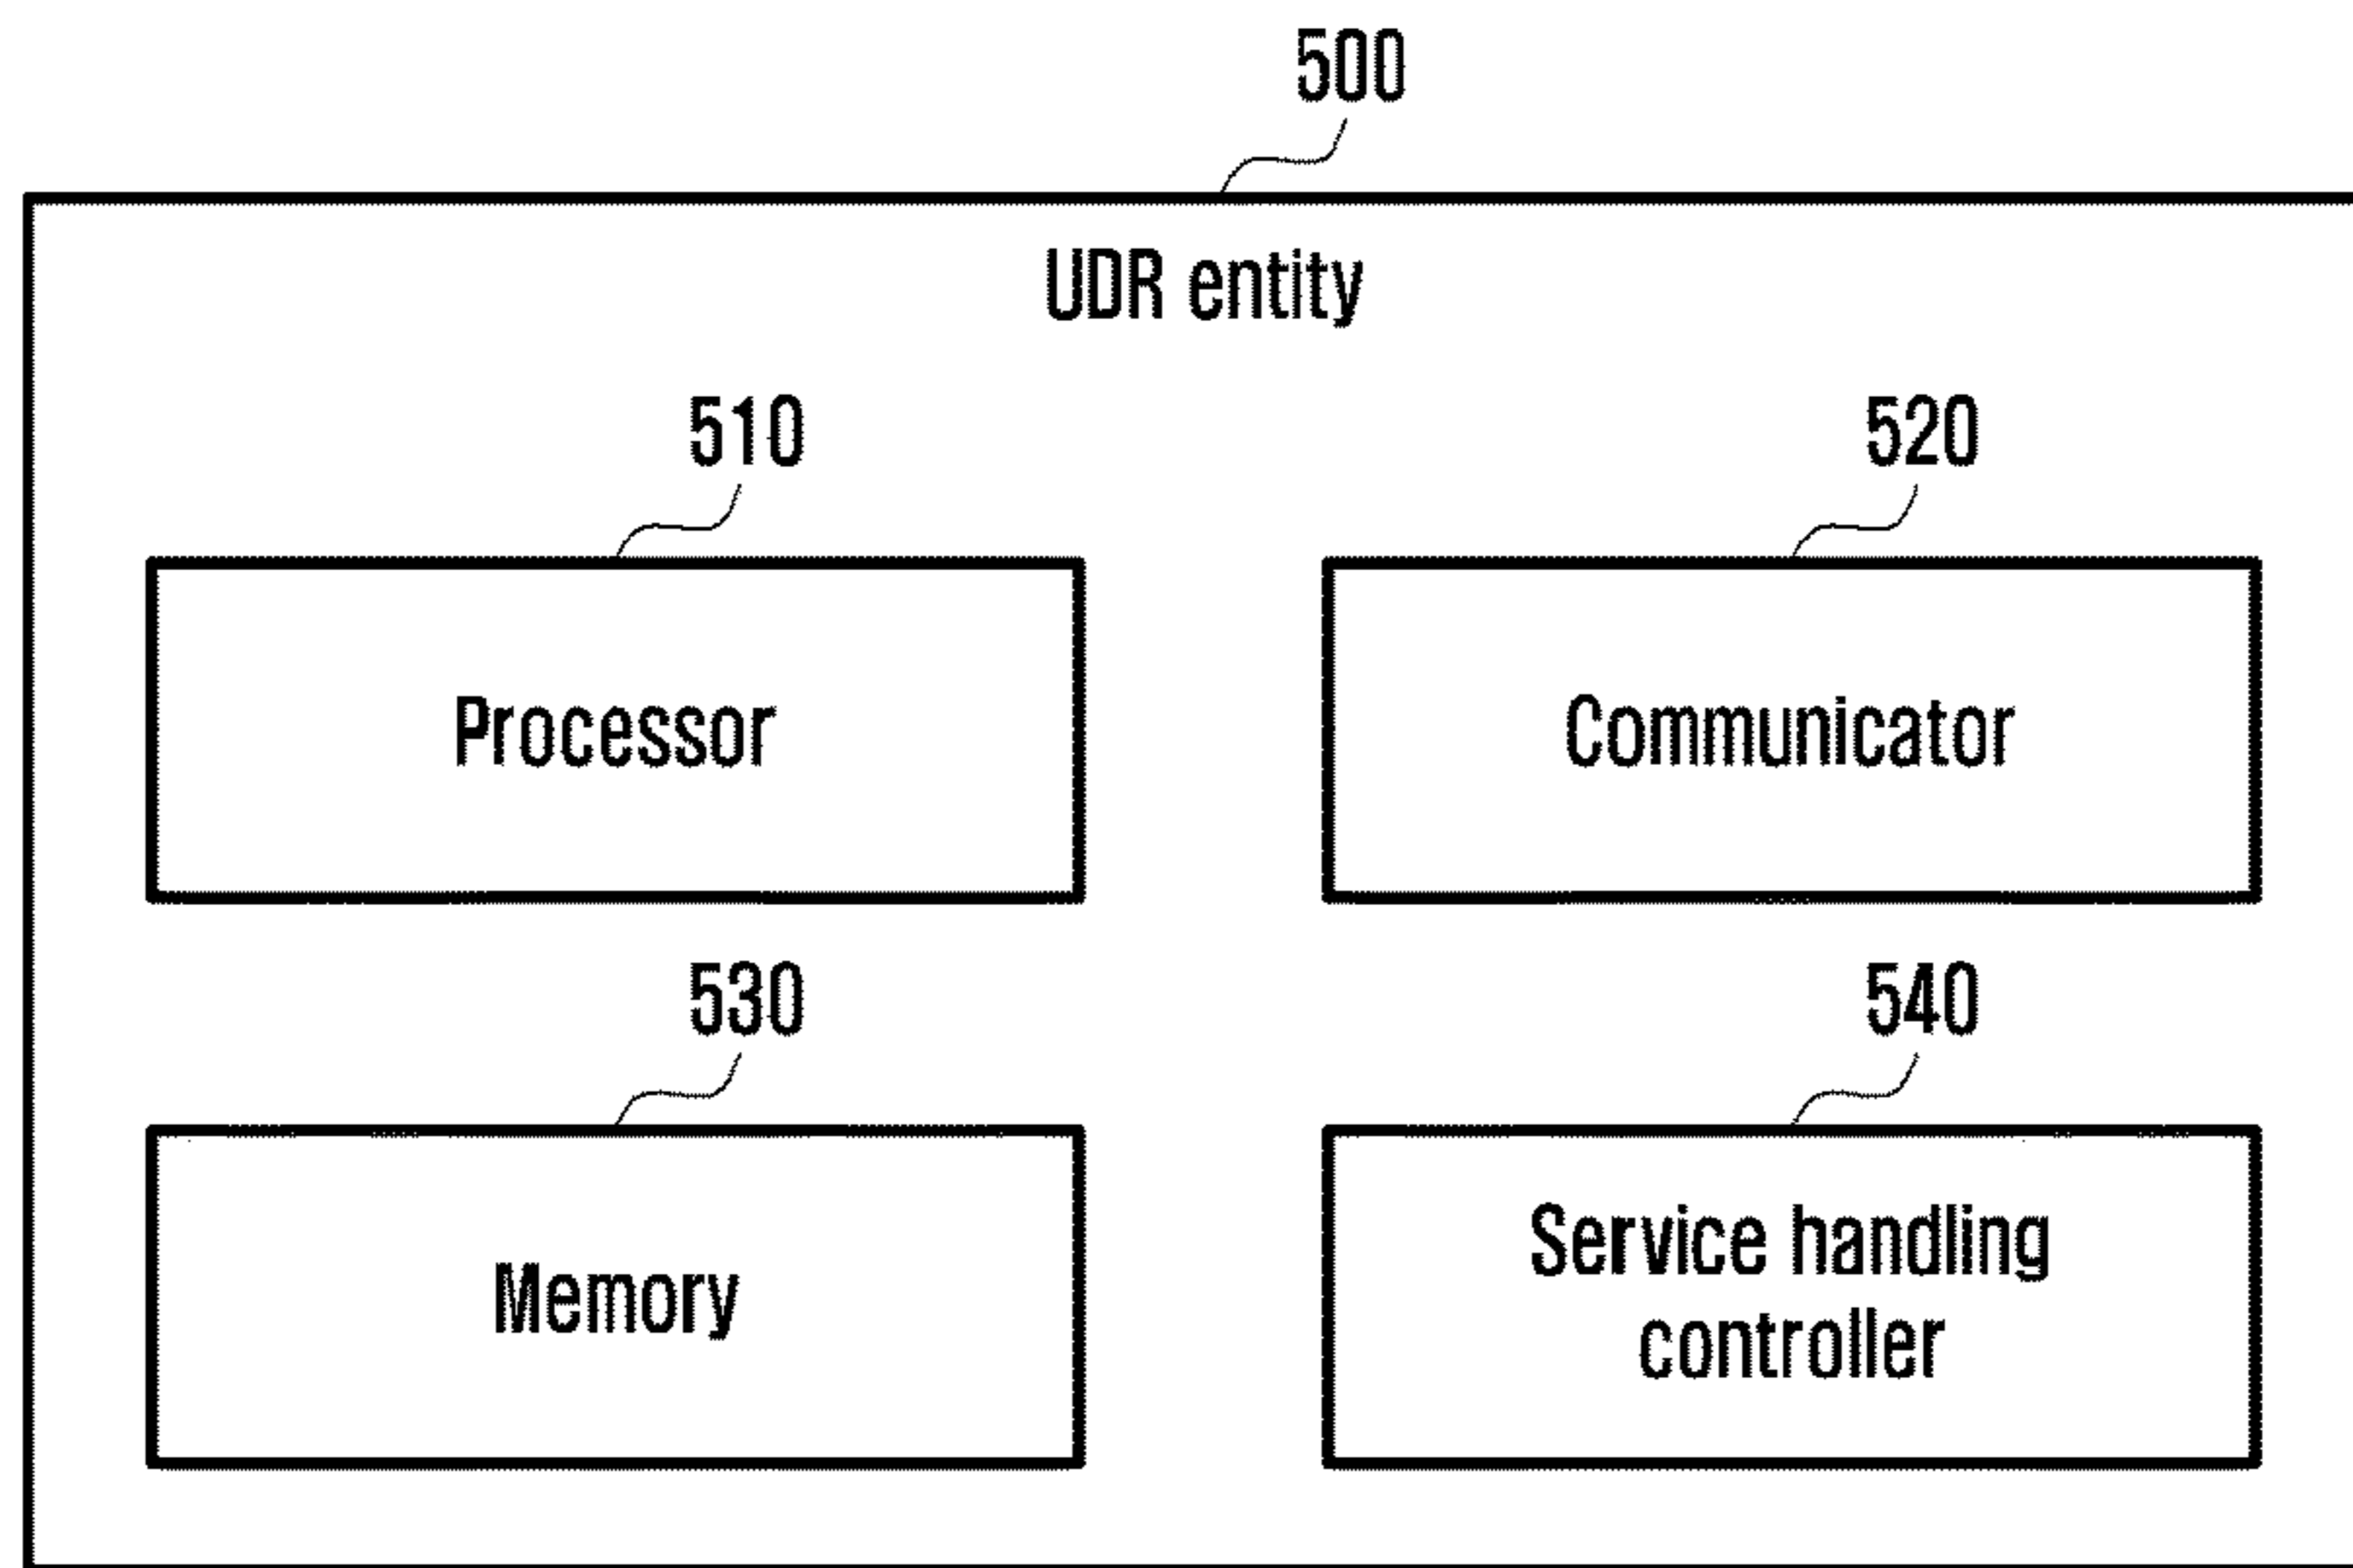 500
UDR entity
510
520
Processor
Communicator
530
540
Memory
Service handling
controller